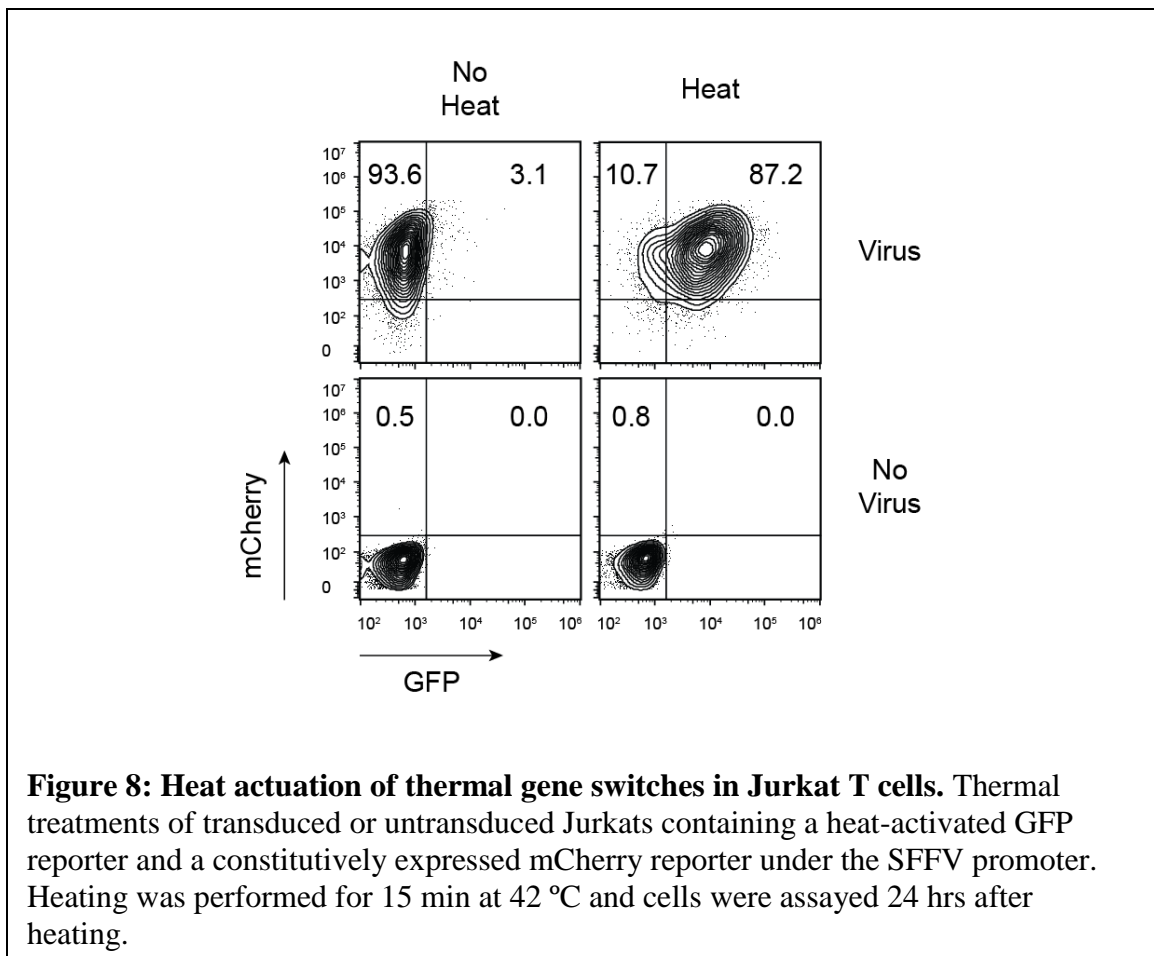 No
Heat
Heat
10⁷
10⁶
10⁵
10⁴
10³
10²
0
93.6 3.1
10.7 87.2
Virus
10⁷
10⁶
10⁵
10⁴
10³
10²
0
0.5 0.0
0.8 0.0
No
Virus
mCherry
10² 10³ 10⁴ 10⁵ 10⁶
10² 10³ 10⁴ 10⁵ 10⁶
GFP
Figure 8: Heat actuation of thermal gene switches in Jurkat T cells. Thermal
treatments of transduced or untransduced Jurkats containing a heat-activated GFP
reporter and a constitutively expressed mCherry reporter under the SFFV promoter.
Heating was performed for 15 min at 42 ºC and cells were assayed 24 hrs after
heating.